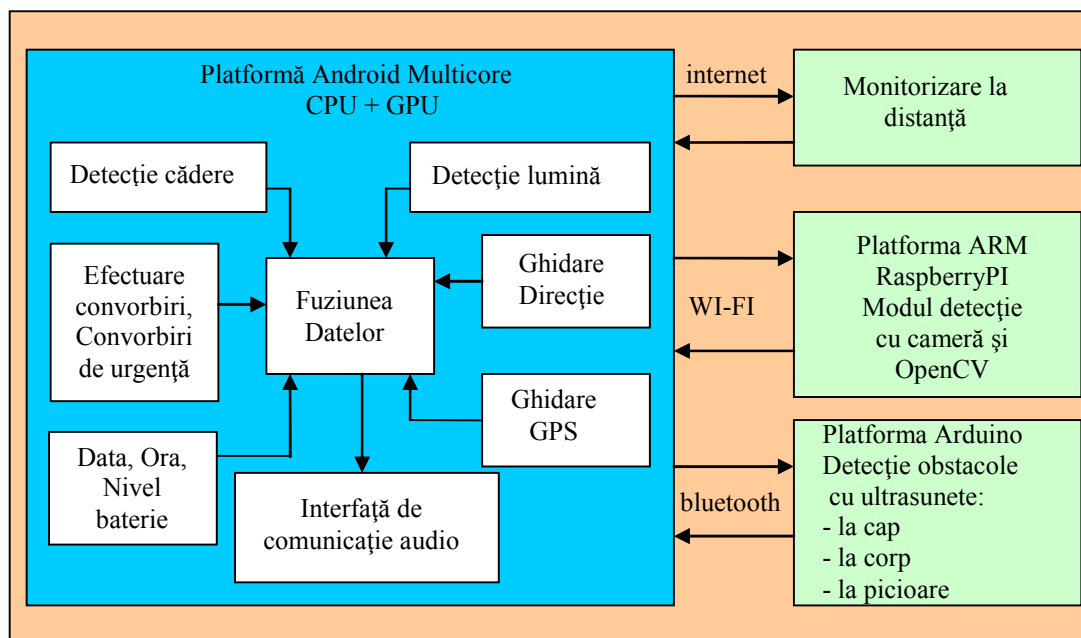 Platformă Android Multicore
CPU + GPU
Detecție cădere
Detecţie lumină
Efectuare
convorbiri,
Convorbiri
de urgenţă
Fuziunea
Datelor
Ghidare
Direcţie
Ghidare
GPS
Data, Ora,
Nivel
baterie
Interfaţă de
comunicaţie audio
internet
WI-FI
bluetooth
Monitorizare la
distanţă
Platforma ARM
RaspberryPI
Modul detecţie
cu cameră şi
OpenCV
Platforma Arduino
Detecţie obstacole
cu ultrasunete:
- la cap
- la corp
- la picioare